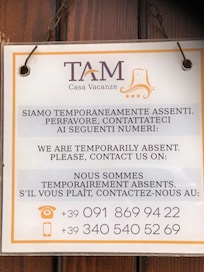 TAM
Casa Vacanze
SIAMO TEMPORANEAMENTE ASSENTI.
PERFAVORE, CONTATTATECI
AI SEGUENTI NUMERI:
WE ARE TEMPORARILY ABSENT.
PLEASE, CONTACT US ON:
NOUS SOMMES
TEMPORAIREMENT ABSENTS.
S'IL VOUS PLAÎT, CONTACTEZ-NOUS AU:
+39 091 869 94 22
+39 340 540 52 69